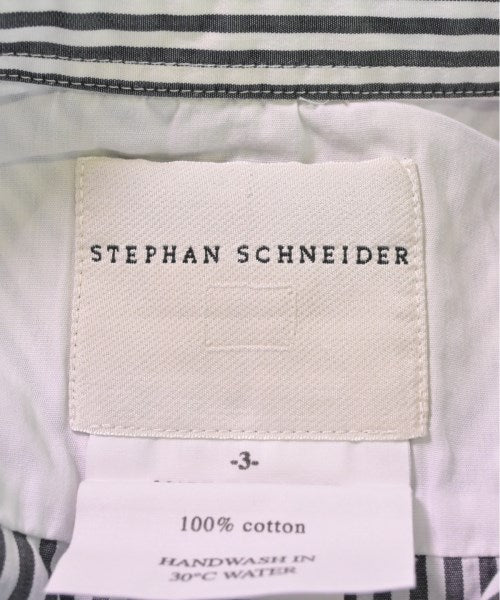 STEPHAN SCHNEIDER
-3-
100% cotton
HANDWASH IN
30°C WATER